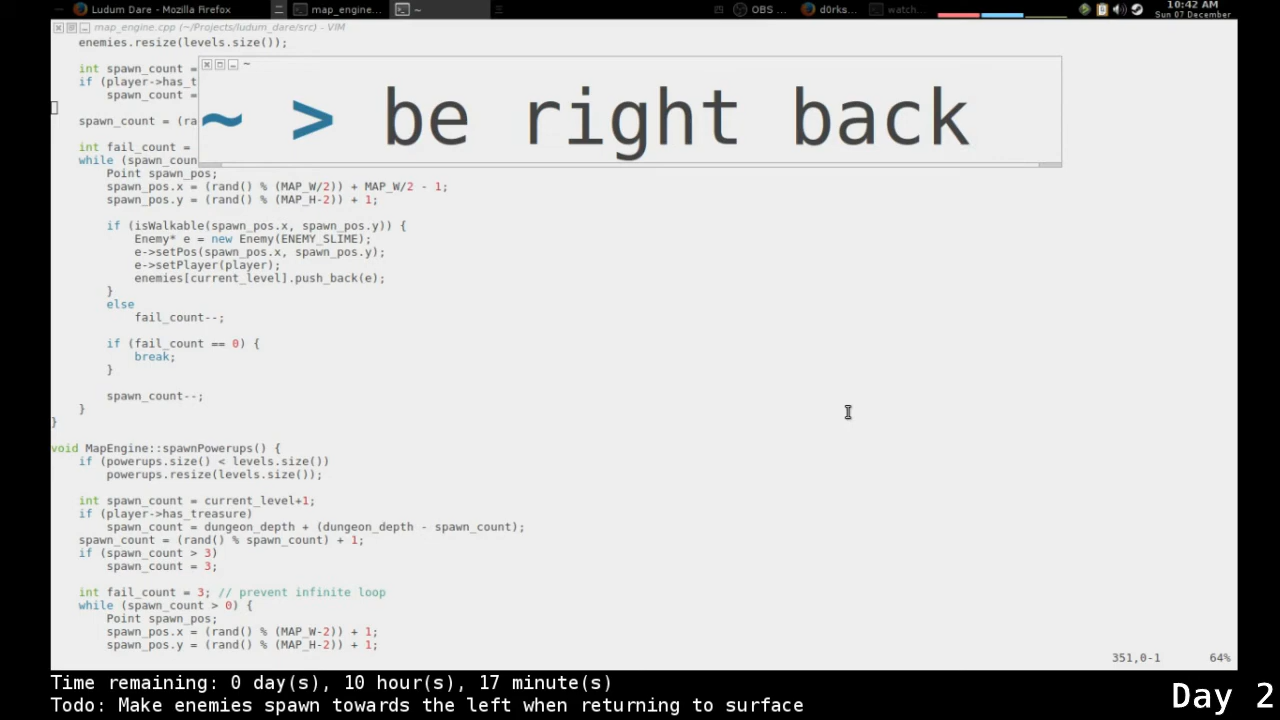 Ludum Dare - Mozilla Firefox
map_engine...
~
OBS ...
d0rks...
watch...
10:42 AM
Sun 07 December
map_engine.cpp (~/Projects/ludum_dare/src) - VIM
enemies.resize(levels.size());
~
int spawn_count =
if (player->has_t
spawn_count =
~ > be right back
spawn_count = (ra
int fail_count =
while (spawn_coun
Point spawn_pos;
spawn_pos.x = (rand() % (MAP_W/2)) + MAP_W/2 - 1;
spawn_pos.y = (rand() % (MAP_H-2)) + 1;
if (isWalkable(spawn_pos.x, spawn_pos.y)) {
Enemy* e = new Enemy(ENEMY_SLIME);
e->setPos(spawn_pos.x, spawn_pos.y);
e->setPlayer(player);
enemies[current_level].push_back(e);
}
else
fail_count--;
if (fail_count == 0) {
break;
}
spawn_count--;
}
}
void MapEngine::spawnPowerups() {
if (powerups.size() < levels.size())
powerups.resize(levels.size());
int spawn_count = current_level+1;
if (player->has_treasure)
spawn_count = dungeon_depth + (dungeon_depth - spawn_count);
spawn_count = (rand() % spawn_count) + 1;
if (spawn_count > 3)
spawn_count = 3;
int fail_count = 3; // prevent infinite loop
while (spawn_count > 0) {
Point spawn_pos;
spawn_pos.x = (rand() % (MAP_W-2)) + 1;
spawn_pos.y = (rand() % (MAP_H-2)) + 1;
351,0-1 64%
Time remaining: 0 day(s), 10 hour(s), 17 minute(s)
Todo: Make enemies spawn towards the left when returning to surface
Day 2